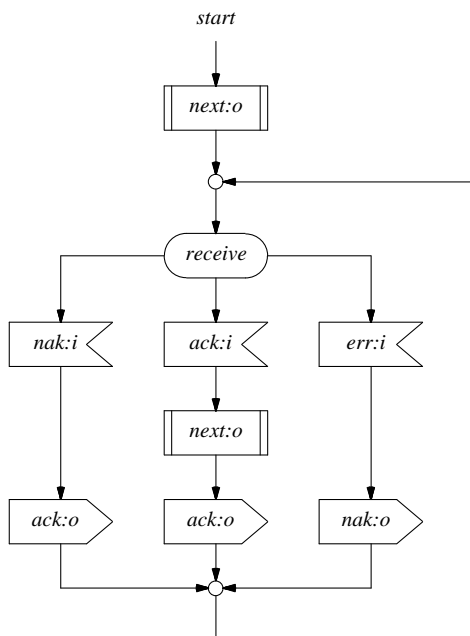 start
next:o
receive
nak:i ack:i err:i
next:o
ack:o ack:o nak:o